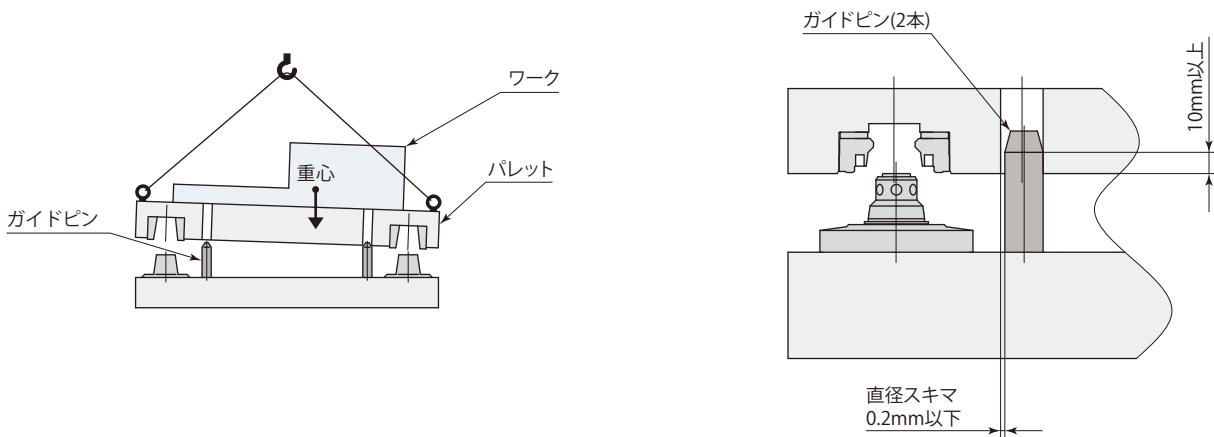 ワーク
重心
パレット
ガイドピン
ガイドピン(2本)
10mm以上
直径スキマ
0.2mm以下